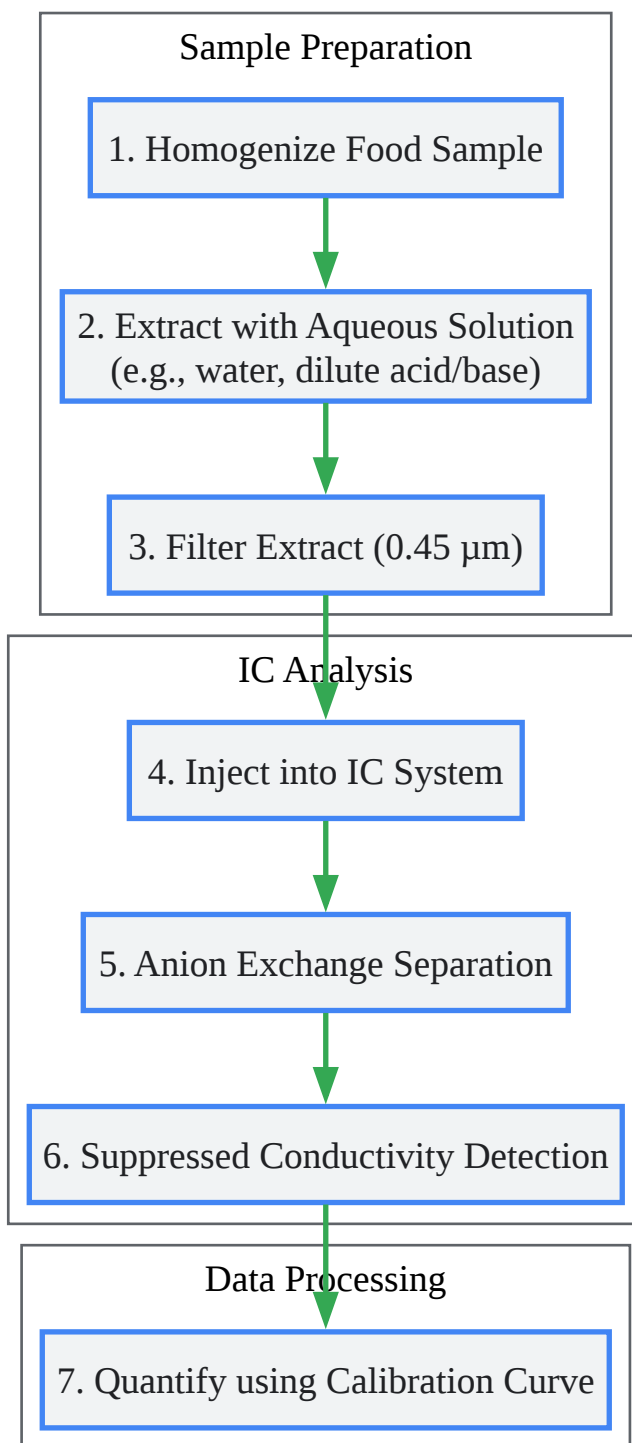 Sample Preparation
1. Homogenize Food Sample
2. Extract with Aqueous Solution
(e.g., water, dilute acid/base)
3. Filter Extract (0.45 µm)
IC Analysis
4. Inject into IC System
5. Anion Exchange Separation
6. Suppressed Conductivity Detection
Data Processing
7. Quantify using Calibration Curve